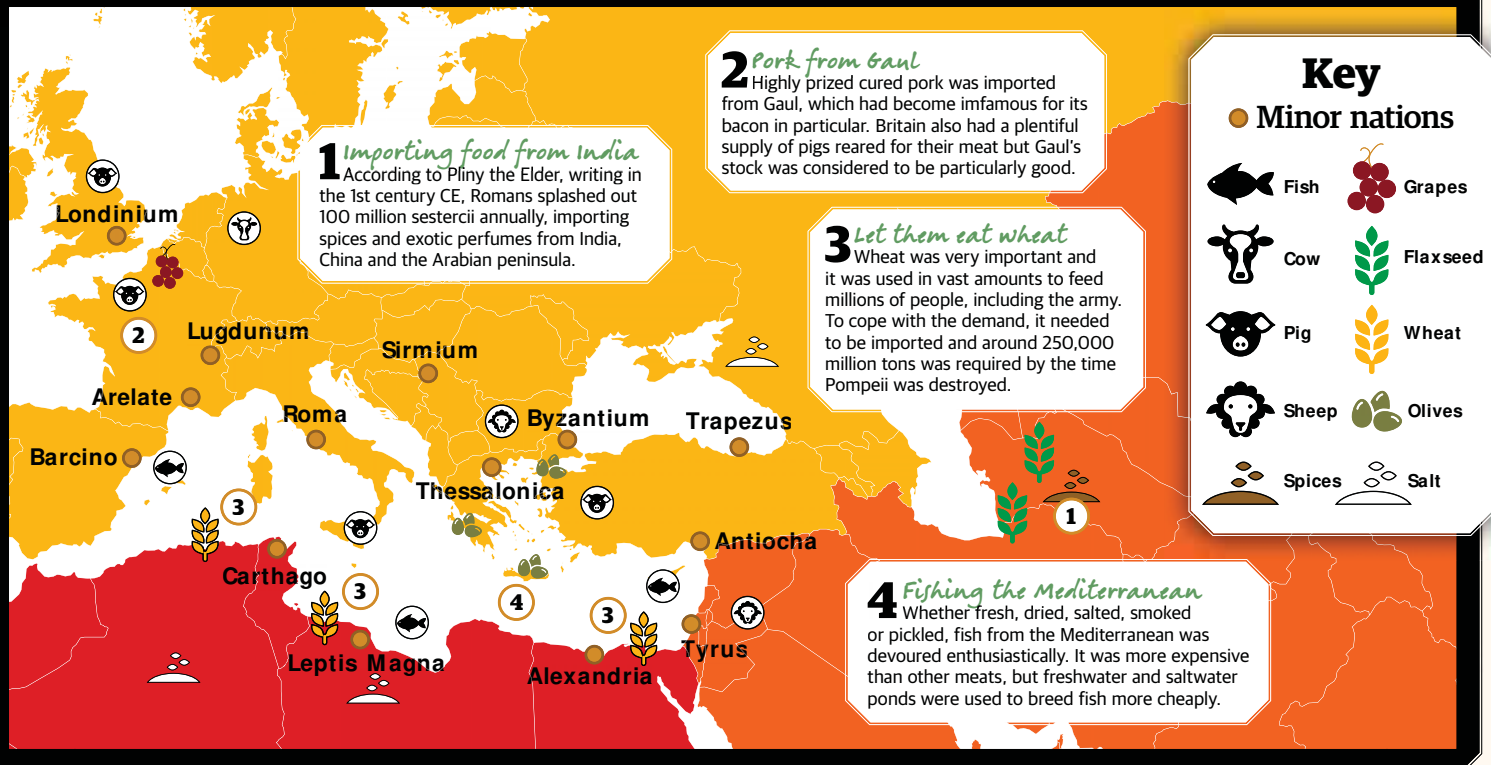 1 Importing food from India
According to Pliny the Elder, writing in
the 1st century CE, Romans splashed out
100 million sestercii annually, importing
spices and exotic perfumes from India,
China and the Arabian peninsula.
2 Pork from Gaul
Highly prized cured pork was imported
from Gaul, which had become imfamous for its
bacon in particular. Britain also had a plentiful
supply of pigs reared for their meat but Gaul's
stock was considered to be particularly good.
3 Let them eat wheat
Wheat was very important and
it was used in vast amounts to feed
millions of people, including the army.
To cope with the demand, it needed
to be imported and around 250,000
million tons was required by the time
Pompeii was destroyed.
4 Fishing the Mediterranean
Whether fresh, dried, salted, smoked
or pickled, fish from the Mediterranean was
devoured enthusiastically. It was more expensive
than other meats, but freshwater and saltwater
ponds were used to breed fish more cheaply.
Key
Minor nations
Fish
Grapes
Cow
Flaxseed
Pig
Wheat
Sheep
Olives
Spices
Salt
Londinium
2
Lugdunum
Sirmium
Arelate
Roma
Byzantium
Trapezus
Barcino
Thessalonica
3
1
Antiocha
Carthago
3
4
3
Leptis Magna
Tyrus
Alexandria